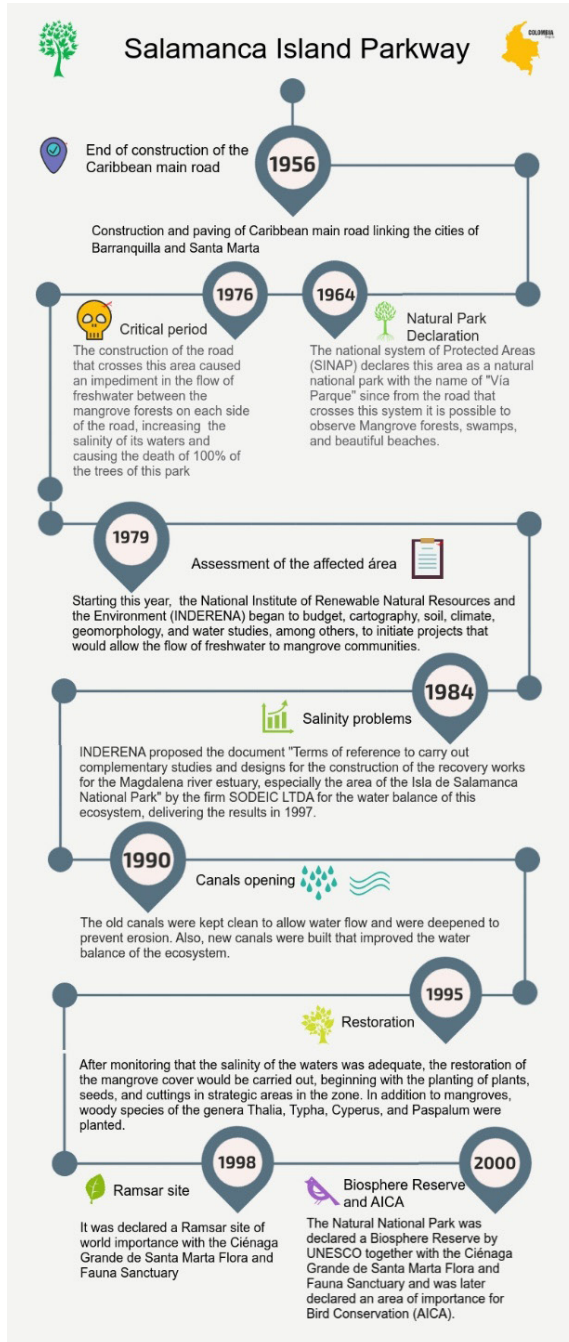 Salamanca Island Parkway
COLOMBIA
End of construction of the
Caribbean main road
1956
Construction and paving of Caribbean main road linking the cities of
Barranquilla and Santa Marta
1964
Natural Park
Declaration
The national system of Protected Areas
(SINAP) declares this area as a natural
national park with the name of "Vía
Parque" since from the road that
crosses this system it is possible to
observe Mangrove forests, swamps,
and beautiful beaches.
1976
Critical period
The construction of the road
that crosses this area caused
an impediment in the flow of
freshwater between the
mangrove forests on each side
of the road, increasing the
salinity of its waters and
causing the death of 100% of
the trees of this park
1979
Assessment of the affected área
Starting this year, the National Institute of Renewable Natural Resources and
the Environment (INDERENA) began to budget, cartography, soil, climate,
geomorphology, and water studies, among others, to initiate projects that
would allow the flow of freshwater to mangrove communities.
1984
Salinity problems
INDERENA proposed the document "Terms of reference to carry out
complementary studies and designs for the construction of the recovery works
for the Magdalena river estuary, especially the area of the Isla de Salamanca
National Park" by the firm SODEIC LTDA for the water balance of this
ecosystem, delivering the results in 1997.
1990
Canals opening
The old canals were kept clean to allow water flow and were deepened to
prevent erosion. Also, new canals were built that improved the water
balance of the ecosystem.
1995
Restoration
After monitoring that the salinity of the waters was adequate, the restoration of
the mangrove cover would be carried out, beginning with the planting of plants,
seeds, and cuttings in strategic areas in the zone. In addition to mangroves,
woody species of the genera Thalia, Typha, Cyperus, and Paspalum were
planted.
1998
Ramsar site
It was declared a Ramsar site of
world importance with the Ciénaga
Grande de Santa Marta Flora and
Fauna Sanctuary
2000
Biosphere Reserve
and AICA
The Natural National Park was
declared a Biosphere Reserve by
UNESCO together with the Ciénaga
Grande de Santa Marta Flora and
Fauna Sanctuary and was later
declared an area of importance for
Bird Conservation (AICA).